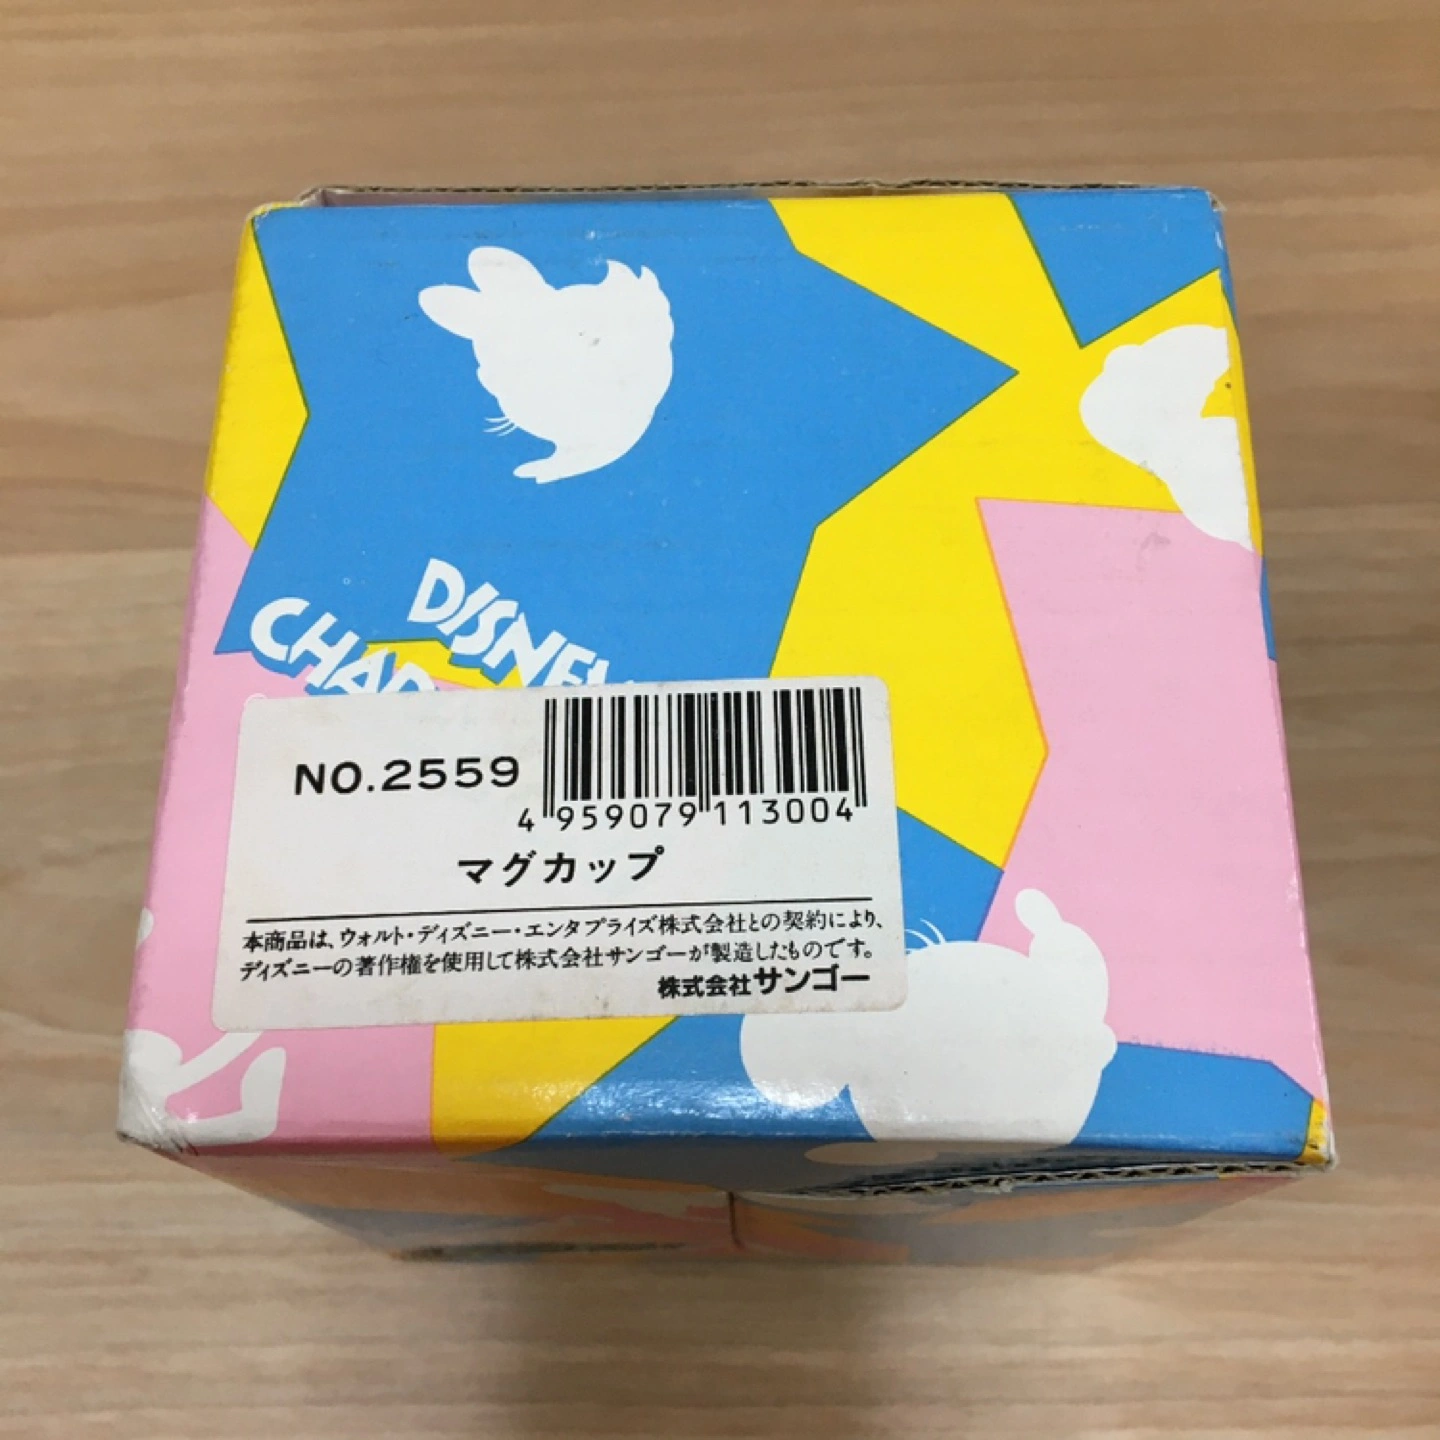 DISNEY
CHAR
NO.2559
4 959079 113004
マグカップ
本商品は、ウォルト・ディズニー・エンタプライズ株式会社との契約により、
ディズニーの著作権を使用して株式会社サンゴーが製造したものです。
株式会社サンゴー